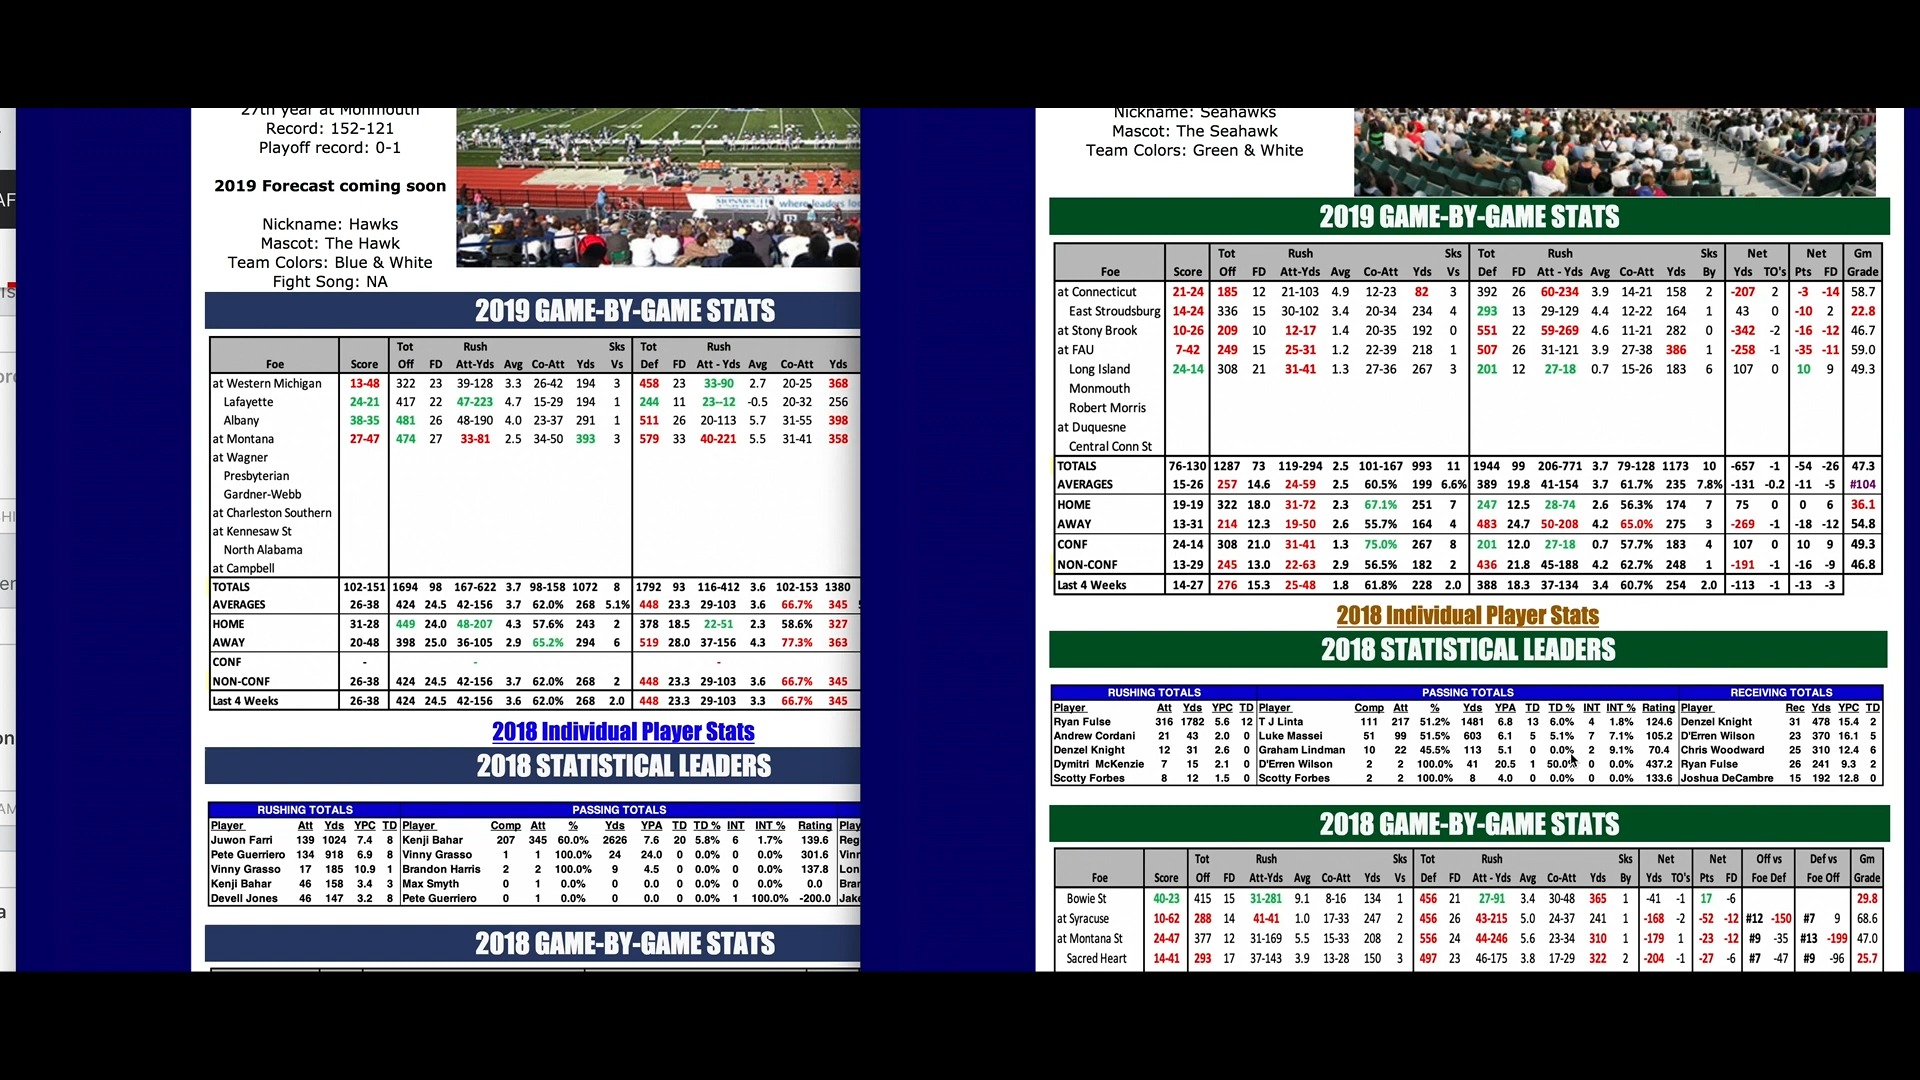 27th year at Monmouth
Record: 152-121
Playoff record: 0-1
2019 Forecast coming soon
Nickname: Hawks
Mascot: The Hawk
Team Colors: Blue & White
Fight Song: NA
MONMOUTH
where leaders loo
2019 GAME-BY-GAME STATS
Tot Rush Sks Tot Rush
Foe Score Off FD Att-Yds Avg Co-Att Yds Vs Def FD Att - Yds Avg Co-Att Yds
at Western Michigan 13-48 322 23 39-128 3.3 26-42 194 3 458 23 33-90 2.7 20-25 368
Lafayette 24-21 417 22 47-223 4.7 15-29 194 1 244 11 23--12 -0.5 20-32 256
Albany 38-35 481 26 48-190 4.0 23-37 291 1 511 26 20-113 5.7 31-55 398
at Montana 27-47 474 27 33-81 2.5 34-50 393 3 579 33 40-221 5.5 31-41 358
at Wagner
Presbyterian
Gardner-Webb
at Charleston Southern
at Kennesaw St
North Alabama
at Campbell
TOTALS 102-151 1694 98 167-622 3.7 98-158 1072 8 1792 93 116-412 3.6 102-153 1380
AVERAGES 26-38 424 24.5 42-156 3.7 62.0% 268 5.1% 448 23.3 29-103 3.6 66.7% 345
HOME 31-28 449 24.0 48-207 4.3 57.6% 243 2 378 18.5 22-51 2.3 58.6% 327
AWAY 20-48 398 25.0 36-105 2.9 65.2% 294 6 519 28.0 37-156 4.3 77.3% 363
CONF - - -
NON-CONF 26-38 424 24.5 42-156 3.7 62.0% 268 2 448 23.3 29-103 3.6 66.7% 345
Last 4 Weeks 26-38 424 24.5 42-156 3.6 62.0% 268 2.0 448 23.3 29-103 3.3 66.7% 345
2018 Individual Player Stats
2018 STATISTICAL LEADERS
RUSHING TOTALS PASSING TOTALS
Player Att Yds YPC TD Player Comp Att % Yds YPA TD TD % INT INT % Rating Play
Juwon Farri 139 1024 7.4 8 Kenji Bahar 207 345 60.0% 2626 7.6 20 5.8% 6 1.7% 139.6 Reg
Pete Guerriero 134 918 6.9 8 Vinny Grasso 1 1 100.0% 24 24.0 0 0.0% 0 0.0% 301.6 Vinn
Vinny Grasso 17 185 10.9 1 Brandon Harris 2 2 100.0% 9 4.5 0 0.0% 0 0.0% 137.8 Lon
Kenji Bahar 46 158 3.4 3 Max Smyth 0 1 0.0% 0 0.0 0 0.0% 0 0.0% 0.0 Bra
Devell Jones 46 147 3.2 8 Pete Guerriero 0 1 0.0% 0 0.0 0 0.0% 1 100.0% -200.0 Jak
2018 GAME-BY-GAME STATS
Nickname: Seahawks
Mascot: The Seahawk
Team Colors: Green & White
2019 GAME-BY-GAME STATS
Tot Rush Sks Tot Rush Sks Net Net Gm
Foe Score Off FD Att-Yds Avg Co-Att Yds Vs Def FD Att - Yds Avg Co-Att Yds By Yds TO's Pts FD Grade
at Connecticut 21-24 185 12 21-103 4.9 12-23 82 3 392 26 60-234 3.9 14-21 158 2 -207 2 -3 -14 58.7
East Stroudsburg 14-24 336 15 30-102 3.4 20-34 234 4 293 13 29-129 4.4 12-22 164 1 43 0 -10 2 22.8
at Stony Brook 10-26 209 10 12-17 1.4 20-35 192 0 551 22 59-269 4.6 11-21 282 0 -342 -2 -16 -12 46.7
at FAU 7-42 249 15 25-31 1.2 22-39 218 1 507 26 31-121 3.9 27-38 386 1 -258 -1 -35 -11 59.0
Long Island 24-14 308 21 31-41 1.3 27-36 267 3 201 12 27-18 0.7 15-26 183 6 107 0 10 9 49.3
Monmouth
Robert Morris
at Duquesne
Central Conn St
TOTALS 76-130 1287 73 119-294 2.5 101-167 993 11 1944 99 206-771 3.7 79-128 1173 10 -657 -1 -54 -26 47.3
AVERAGES 15-26 257 14.6 24-59 2.5 60.5% 199 6.6% 389 19.8 41-154 3.7 61.7% 235 7.8% -131 -0.2 -11 -5 #104
HOME 19-19 322 18.0 31-72 2.3 67.1% 251 7 247 12.5 28-74 2.6 56.3% 174 7 75 0 0 6 36.1
AWAY 13-31 214 12.3 19-50 2.6 55.7% 164 4 483 24.7 50-208 4.2 65.0% 275 3 -269 -1 -18 -12 54.8
CONF 24-14 308 21.0 31-41 1.3 75.0% 267 8 201 12.0 27-18 0.7 57.7% 183 4 107 0 10 9 49.3
NON-CONF 13-29 245 13.0 22-63 2.9 56.5% 182 2 436 21.8 45-188 4.2 62.7% 248 1 -191 -1 -16 -9 46.8
Last 4 Weeks 14-27 276 15.3 25-48 1.8 61.8% 228 2.0 388 18.3 37-134 3.4 60.7% 254 2.0 -113 -1 -13 -3
2018 Individual Player Stats
2018 STATISTICAL LEADERS
RUSHING TOTALS PASSING TOTALS RECEIVING TOTALS
Player Att Yds YPC TD Player Comp Att % Yds YPA TD TD % INT INT % Rating Player Rec Yds YPC TD
Ryan Fulse 316 1782 5.6 12 T J Linta 111 217 51.2% 1481 6.8 13 6.0% 4 1.8% 124.6 Denzel Knight 31 478 15.4 2
Andrew Cordani 21 43 2.0 0 Luke Massei 51 99 51.5% 603 6.1 5 5.1% 7 7.1% 105.2 D'Erren Wilson 23 370 16.1 5
Denzel Knight 12 31 2.6 0 Graham Lindman 10 22 45.5% 113 5.1 0 0.0% 2 9.1% 70.4 Chris Woodward 25 310 12.4 6
Dymitri McKenzie 7 15 2.1 0 D'Erren Wilson 2 2 100.0% 41 20.5 1 50.0% 0 0.0% 437.2 Ryan Fulse 26 241 9.3 2
Scotty Forbes 8 12 1.5 0 Scotty Forbes 2 2 100.0% 8 4.0 0 0.0% 0 0.0% 133.6 Joshua DeCambre 15 192 12.8 0
2018 GAME-BY-GAME STATS
Tot Rush Sks Tot Rush Sks Net Net Off vs Def vs Gm
Foe Score Off FD Att-Yds Avg Co-Att Yds Vs Def FD Att - Yds Avg Co-Att Yds By Yds TO's Pts FD Foe Def Foe Off Grade
Bowie St 40-23 415 15 31-281 9.1 8-16 134 1 456 21 27-91 3.4 30-48 365 1 -41 -1 17 -6 29.8
at Syracuse 10-62 288 14 41-41 1.0 17-33 247 2 456 26 43-215 5.0 24-37 241 1 -168 -2 -52 -12 #12 -150 #7 9 68.6
at Montana St 24-47 377 12 31-169 5.5 15-33 208 2 556 24 44-246 5.6 23-34 310 1 -179 1 -23 -12 #9 -35 #13 -199 47.0
Sacred Heart 14-41 293 17 37-143 3.9 13-28 150 3 497 23 46-175 3.8 17-29 322 2 -204 -1 -27 -6 #7 -47 #9 -96 25.7